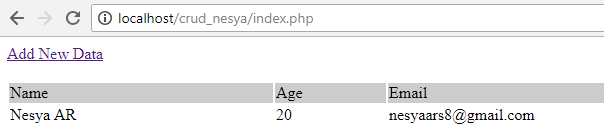 localhost/crud_nesya/index.php
Add New Data
Name Age Email
Nesya AR 20 nesyaars8@gmail.com